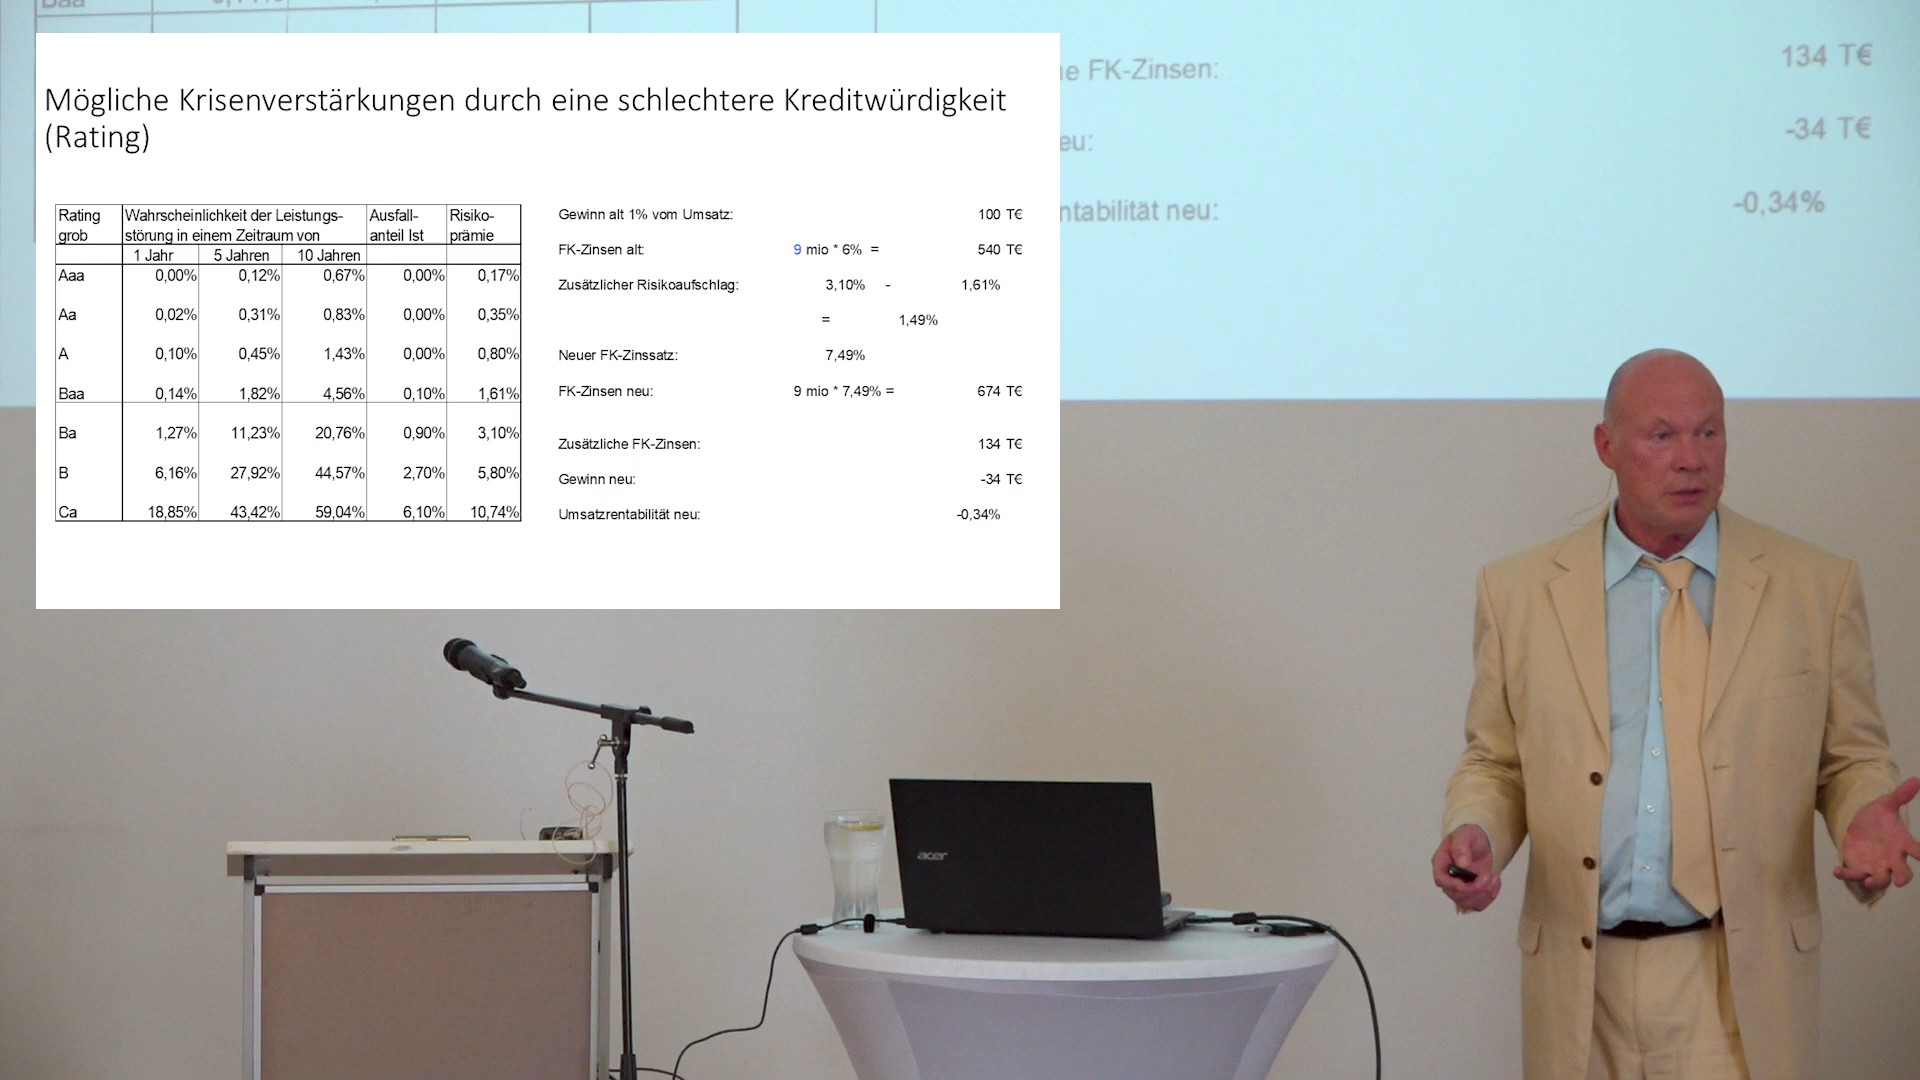 Mögliche Krisenverstärkungen durch eine schlechtere Kreditwürdigkeit
(Rating)
Rating Wahrscheinlichkeit der Leistungs- Ausfall- Risiko-
grob störung in einem Zeitraum von anteil Ist prämie
1 Jahr 5 Jahren 10 Jahren
Aaa 0,00% 0,12% 0,67% 0,00% 0,17%
Aa 0,02% 0,31% 0,83% 0,00% 0,35%
A 0,10% 0,45% 1,43% 0,00% 0,80%
Baa 0,14% 1,82% 4,56% 0,10% 1,61%
Ba 1,27% 11,23% 20,76% 0,90% 3,10%
B 6,16% 27,92% 44,57% 2,70% 5,80%
Ca 18,85% 43,42% 59,04% 6,10% 10,74%
Gewinn alt 1% vom Umsatz: 100 T€
FK-Zinsen alt: 9 mio * 6% = 540 T€
Zusätzlicher Risikoaufschlag: 3,10% - 1,61%
= 1,49%
Neuer FK-Zinssatz: 7,49%
FK-Zinsen neu: 9 mio * 7,49% = 674 T€
Zusätzliche FK-Zinsen: 134 T€
Gewinn neu: -34 T€
Umsatzrentabilität neu: -0,34%
FK-Zinsen: 134 T€
eu: -34 T€
ntabilität neu: -0,34%
acer